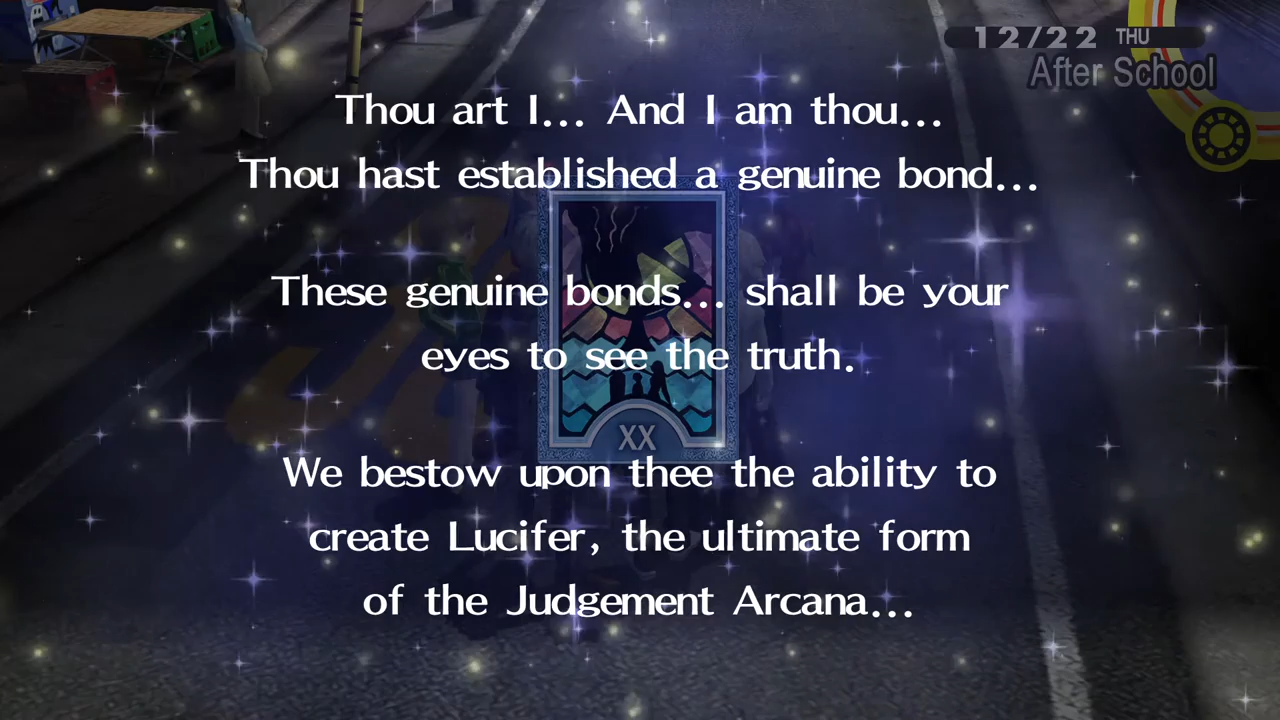 12/22 THU
After School
Thou art I... And I am thou...
Thou hast established a genuine bond...
These genuine bonds... shall be your
eyes to see the truth.
XX
We bestow upon thee the ability to
create Lucifer, the ultimate form
of the Judgement Arcana...